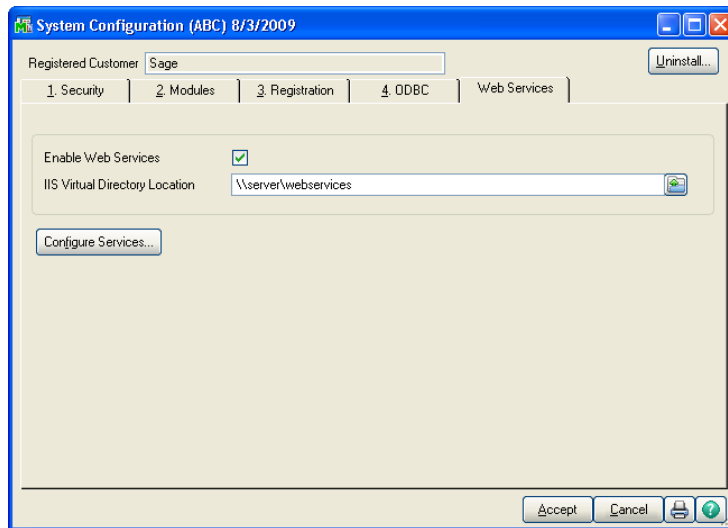 System Configuration (ABC) 8/3/2009
Registered Customer Sage Uninstall...
1. Security 2. Modules 3. Registration 4. ODBC Web Services
Enable Web Services
IIS Virtual Directory Location \\server\webservices
Configure Services...
Accept Cancel